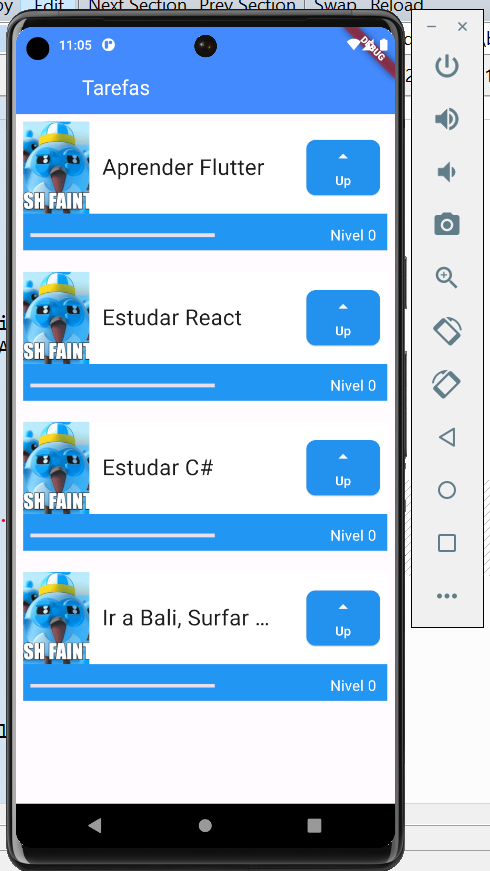 Edit Next Section Prev Section Swap Reload
11:05
DEBUG
Tarefas
SH FAINT
Aprender Flutter
Up
Nivel 0
SH FAINT
Estudar React
Up
Nivel 0
SH FAINT
Estudar C#
Up
Nivel 0
SH FAINT
Ir a Bali, Surfar ...
Up
Nivel 0